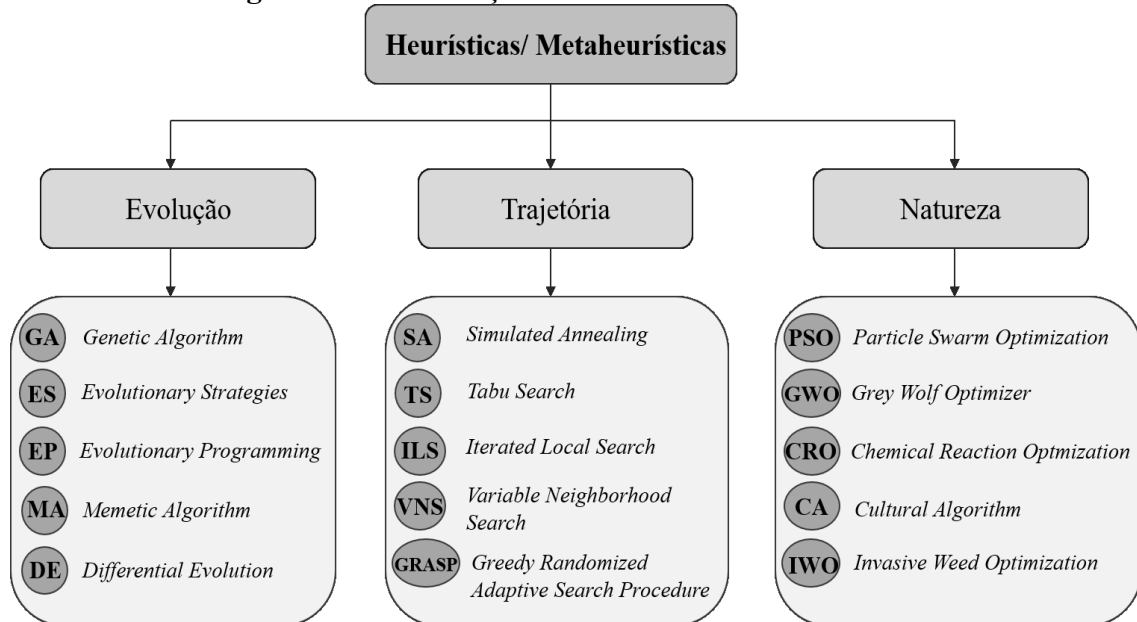 Heurísticas/ Metaheurísticas
Evolução
Trajetória
Natureza
GA Genetic Algorithm
ES Evolutionary Strategies
EP Evolutionary Programming
MA Memetic Algorithm
DE Differential Evolution
SA Simulated Annealing
TS Tabu Search
ILS Iterated Local Search
VNS Variable Neighborhood
Search
GRASP Greedy Randomized
Adaptive Search Procedure
PSO Particle Swarm Optimization
GWO Grey Wolf Optimizer
CRO Chemical Reaction Optmization
CA Cultural Algorithm
IWO Invasive Weed Optimization